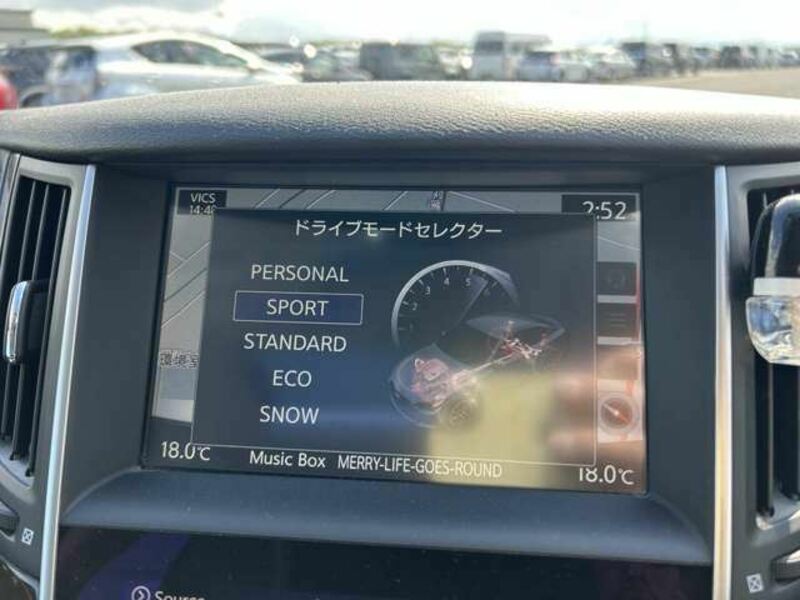 VICS
14:48
2:52
ドライブモードセレクター
PERSONAL
SPORT
STANDARD
ECO
SNOW
18.0℃
Music Box MERRY-LIFE-GOES-ROUND
18.0℃
Source